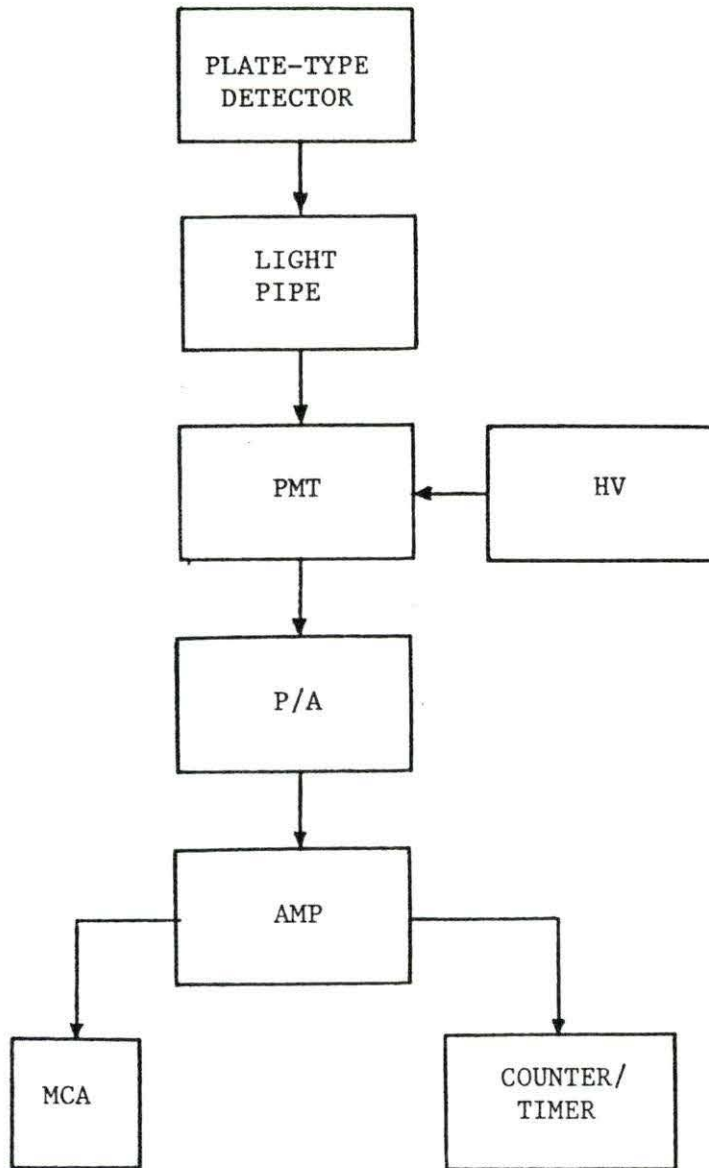 PLATE-TYPE
DETECTOR
LIGHT
PIPE
PMT
HV
P/A
AMP
MCA
COUNTER/
TIMER